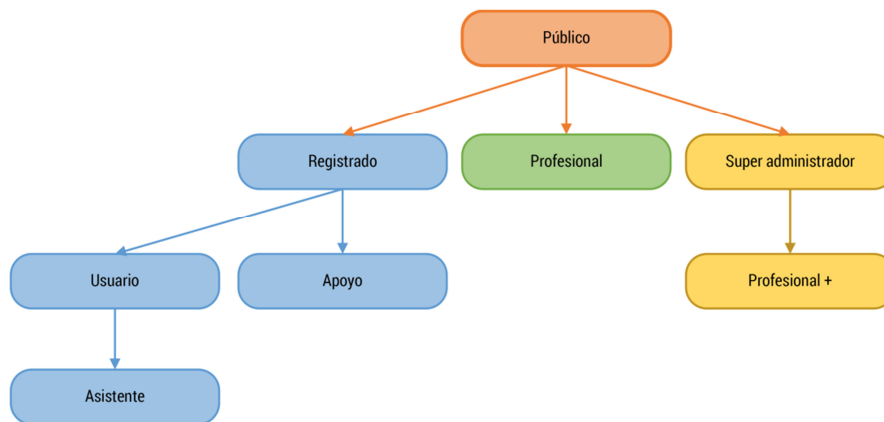 Público
Registrado
Profesional
Super administrador
Usuario
Apoyo
Profesional +
Asistente